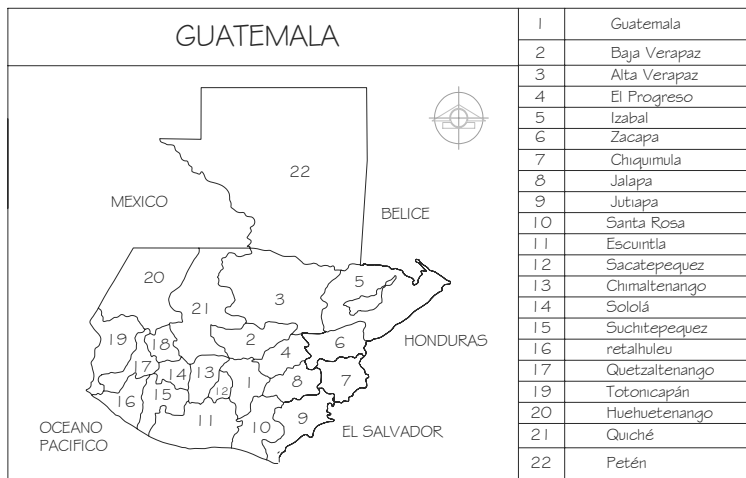 GUATEMALA
MEXICO
BELICE
HONDURAS
EL SALVADOR
OCEANO
PACIFICO
22
20
21
3
5
19
18
2
6
4
17
14
13
12
1
8
7
16
15
11
10
9
1 Guatemala
2 Baja Verapaz
3 Alta Verapaz
4 El Progreso
5 Izabal
6 Zacapa
7 Chiquimula
8 Jalapa
9 Jutiapa
10 Santa Rosa
11 Escuintla
12 Sacatepequez
13 Chimaltenango
14 Sololá
15 Suchitepequez
16 retalhuleu
17 Quetzaltenango
19 Totonicapán
20 Huehuetenango
21 Quiché
22 Petén